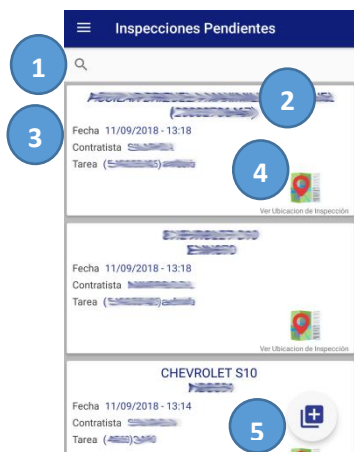 Inspecciones Pendientes
1
2
3
Fecha 11/09/2018 - 13:18
Contratista
Tarea
4
Ver Ubicacion de Inspección
Fecha 11/09/2018 - 13:18
Contratista
Tarea
Ver Ubicacion de Inspección
CHEVROLET S10
Fecha 11/09/2018 - 13:14
Contratista
Tarea
5